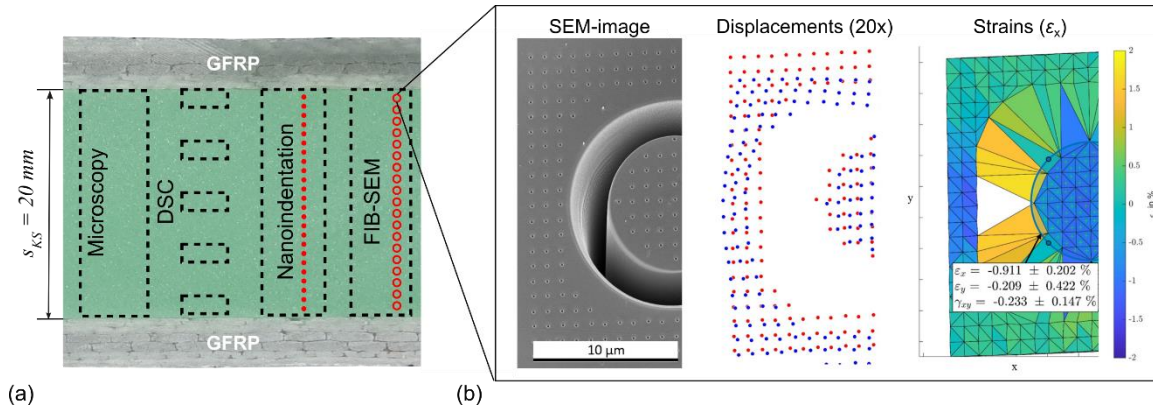 GFRP
s_KS = 20 mm
Microscopy
DSC
Nanoindentation
FIB-SEM
GFRP
(a)
SEM-image
10 µm
Displacements (20x)
Strains (εₓ)
y
x
εₓ = -0.911 ± 0.202 %
ε_y = -0.209 ± 0.422 %
γ_xy = -0.233 ± 0.147 %
2
1.5
1
0.5
0
-0.5
-1
-1.5
-2
(b)